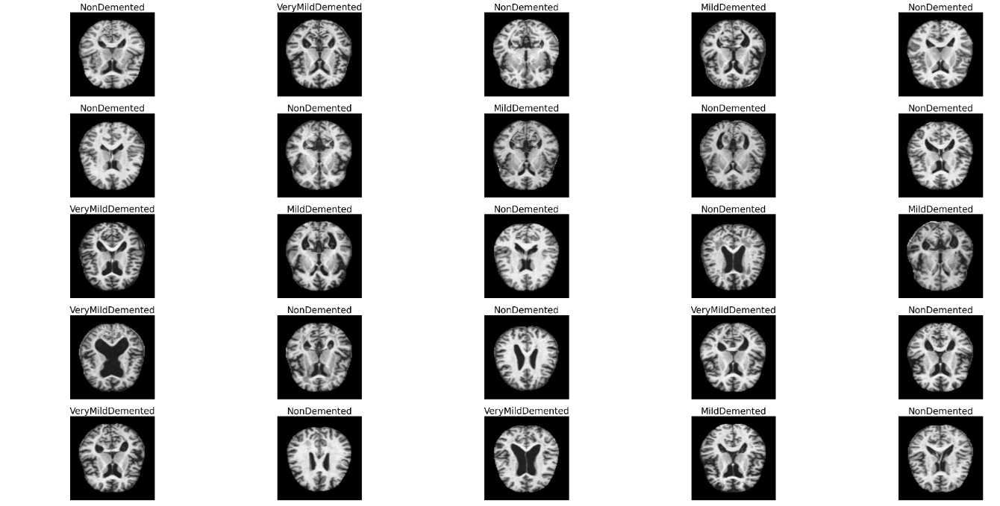 NonDemented VeryMildDemented NonDemented MildDemented NonDemented
NonDemented NonDemented MildDemented NonDemented NonDemented
VeryMildDemented MildDemented NonDemented NonDemented MildDemented
VeryMildDemented NonDemented NonDemented VeryMildDemented NonDemented
VeryMildDemented NonDemented VeryMildDemented MildDemented NonDemented